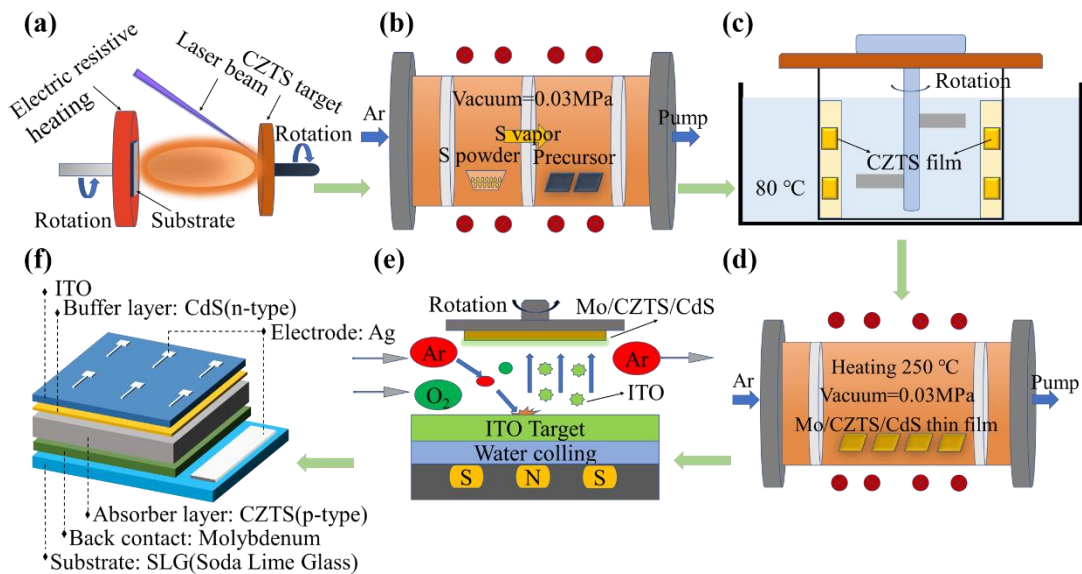 (a)
Electric resistive
heating
Laser beam
CZTS target
Rotation
Rotation
Substrate
(b)
Ar
Vacuum=0.03MPa
S vapor
S powder
Precursor
Pump
(c)
Rotation
CZTS film
80 ℃
(f)
ITO
Buffer layer: CdS(n-type)
Electrode: Ag
Absorber layer: CZTS(p-type)
Back contact: Molybdenum
Substrate: SLG(Soda Lime Glass)
(e)
Rotation
Mo/CZTS/CdS
Ar
Ar
O₂
ITO
ITO Target
Water colling
S N S
(d)
Ar
Heating 250 ℃
Vacuum=0.03MPa
Mo/CZTS/CdS thin film
Pump